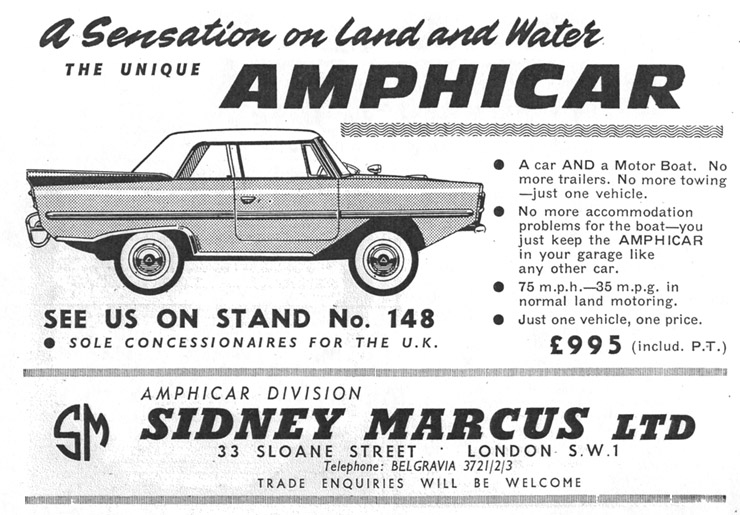 A Sensation on Land and Water
THE UNIQUE AMPHICAR
● A car AND a Motor Boat. No
more trailers. No more towing
—just one vehicle.
● No more accommodation
problems for the boat—you
just keep the AMPHICAR
in your garage like
any other car.
● 75 m.p.h.—35 m.p.g. in
normal land motoring.
● Just one vehicle, one price.
£995 (includ. P.T.)
SEE US ON STAND No. 148
● SOLE CONCESSIONAIRES FOR THE U.K.
SM
AMPHICAR DIVISION
SIDNEY MARCUS LTD
33 SLOANE STREET · LONDON S.W.1
Telephone: BELGRAVIA 3721/2/3
TRADE ENQUIRIES WILL BE WELCOME